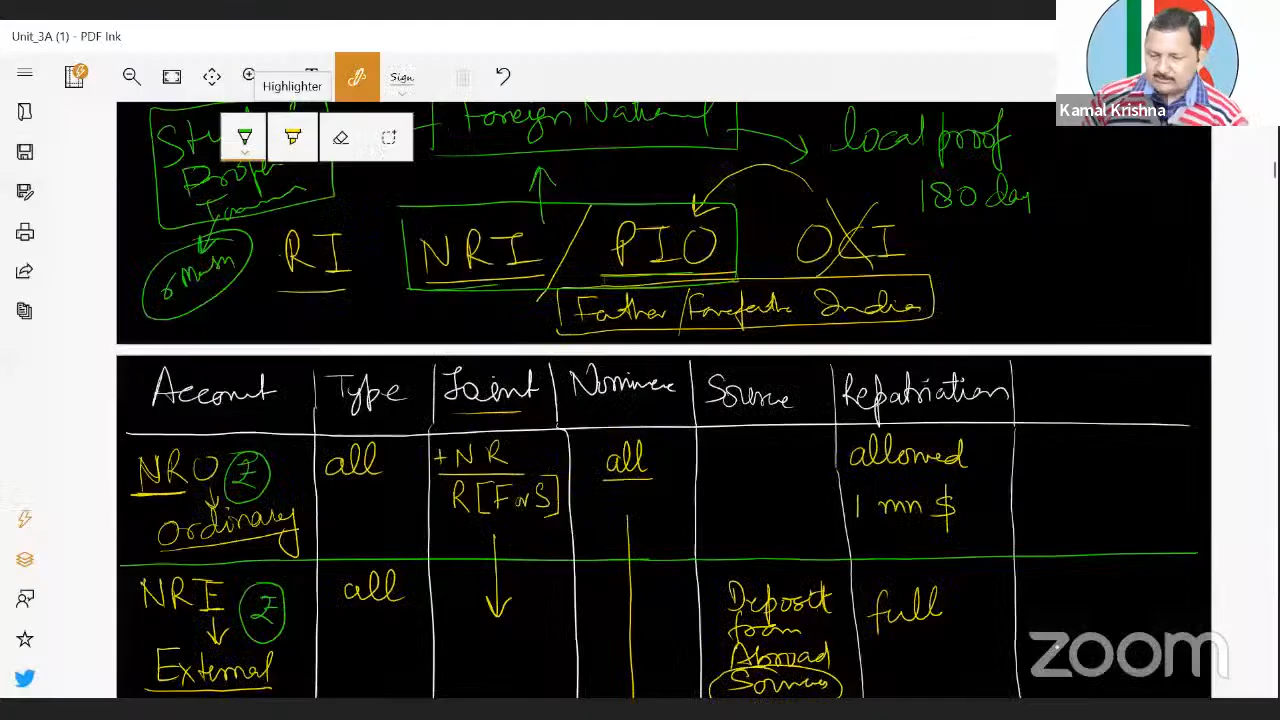 Unit_3A (1) - PDF Ink
Sign
Highlighter
Kamal Krishna
Foreign National
local proof
180 day
RI
NRI / PIO
OCI
Father / Forefathe India
Account Type Joint Nominee Source Repatriation
NRO ₹ all + NR all allowed
R [F or S] 1 mn $
Ordinary
NRE ₹ all Deposit full
from
External Abroad
Sources
zoom